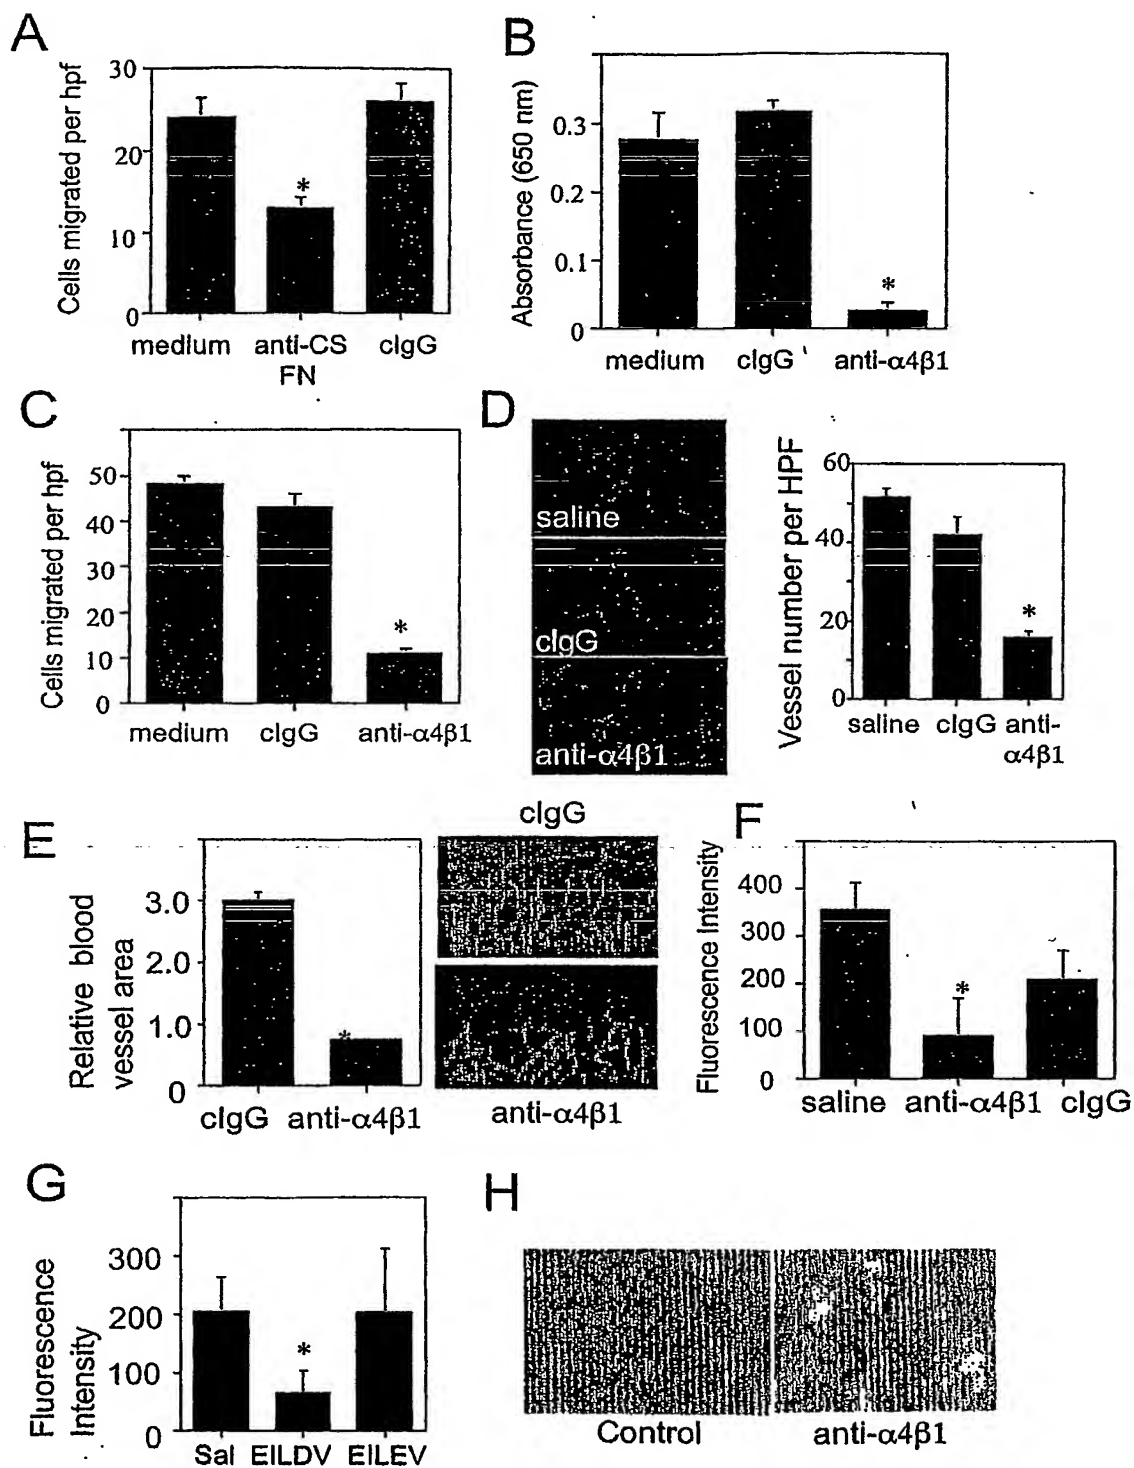 A
Cells migrated per hpf
30
20
10
0
*
medium
anti-CS
FN
cIgG
B
Absorbance (650 nm)
0.3
0.2
0.1
0
*
medium
cIgG
anti-α4β1
C
Cells migrated per hpf
50
40
30
20
10
0
*
medium
cIgG
anti-α4β1
D
saline
cIgG
anti-α4β1
Vessel number per HPF
60
40
20
0
*
saline
cIgG
anti-
α4β1
E
Relative blood
vessel area
3.0
2.0
1.0
0
*
cIgG
anti-α4β1
cIgG
anti-α4β1
F
Fluorescence Intensity
400
300
200
100
0
*
saline
anti-α4β1
cIgG
G
Fluorescence
Intensity
300
200
100
0
*
Sal
EILDV
EILEV
H
Control
anti-α4β1